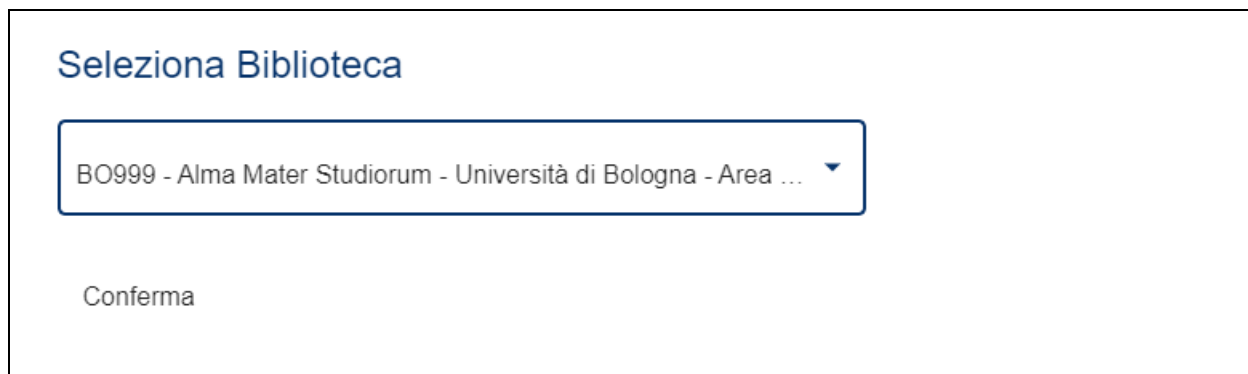 Seleziona Biblioteca
BO999 - Alma Mater Studiorum - Università di Bologna - Area ...
Conferma